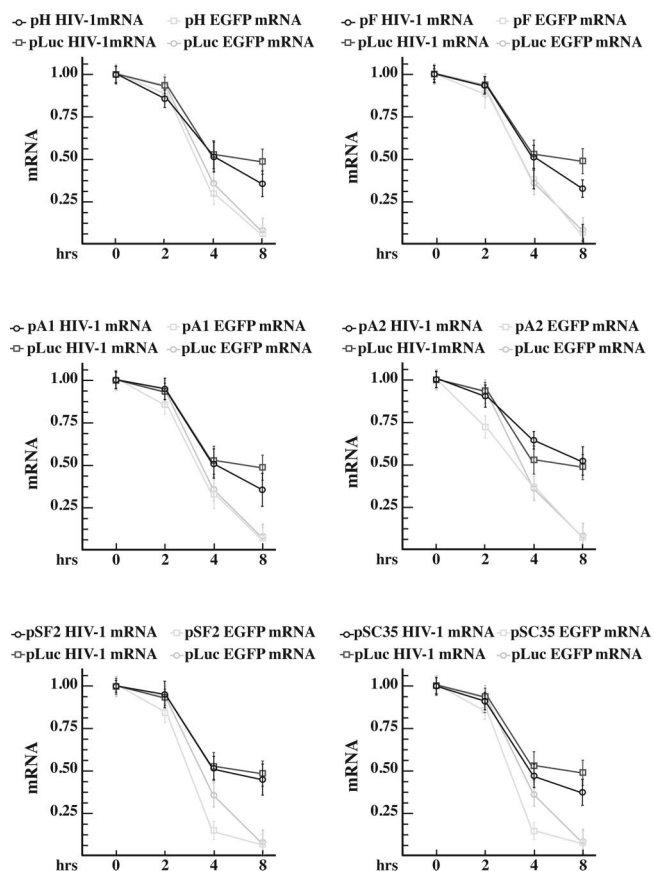 pH HIV-1mRNA pH EGFP mRNA
pLuc HIV-1mRNA pLuc EGFP mRNA
mRNA
1.00
0.75
0.50
0.25
hrs 0 2 4 8
pF HIV-1 mRNA pF EGFP mRNA
pLuc HIV-1 mRNA pLuc EGFP mRNA
mRNA
1.00
0.75
0.50
0.25
hrs 0 2 4 8
pA1 HIV-1 mRNA pA1 EGFP mRNA
pLuc HIV-1 mRNA pLuc EGFP mRNA
mRNA
1.00
0.75
0.50
0.25
hrs 0 2 4 8
pA2 HIV-1 mRNA pA2 EGFP mRNA
pLuc HIV-1mRNA pLuc EGFP mRNA
mRNA
1.00
0.75
0.50
0.25
hrs 0 2 4 8
pSF2 HIV-1 mRNA pSF2 EGFP mRNA
pLuc HIV-1 mRNA pLuc EGFP mRNA
mRNA
1.00
0.75
0.50
0.25
hrs 0 2 4 8
pSC35 HIV-1 mRNA pSC35 EGFP mRNA
pLuc HIV-1 mRNA pLuc EGFP mRNA
mRNA
1.00
0.75
0.50
0.25
hrs 0 2 4 8